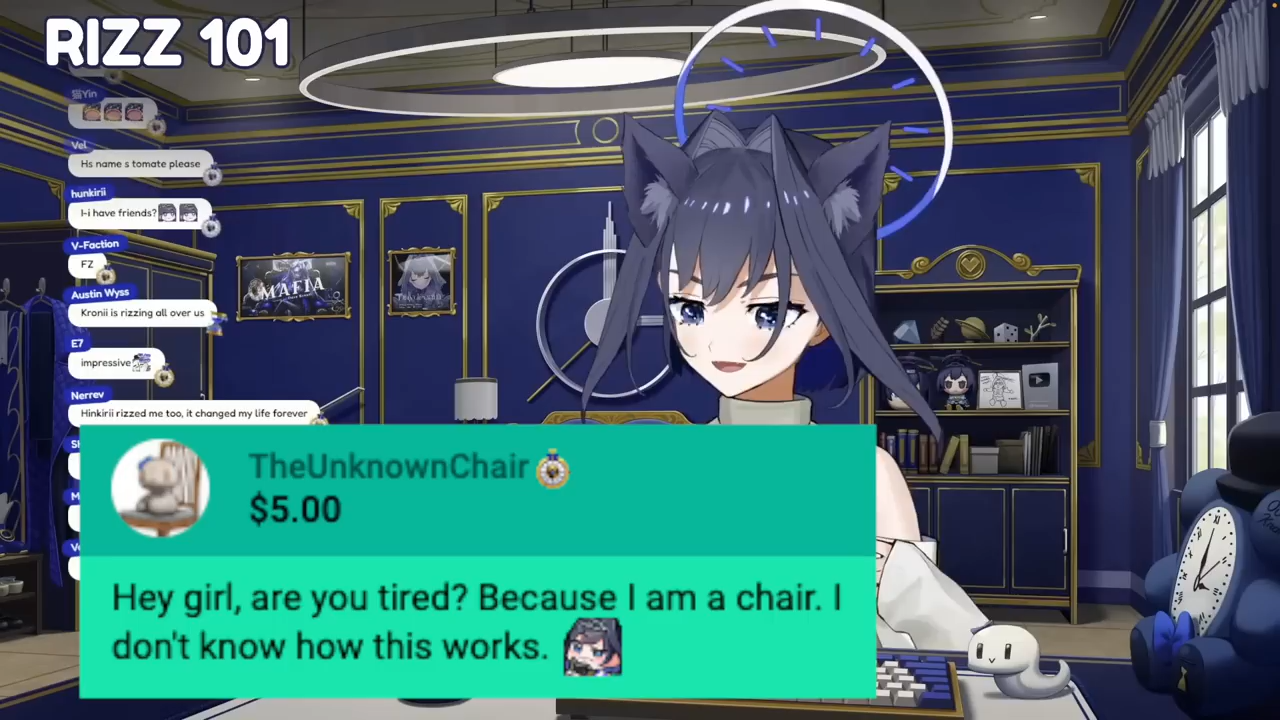 RIZZ 101
Yin
Vel
Hs name s tomate please
hunkirii
I-i have friends?
V-Faction
FZ
Austin Wyss
Kronii is rizzing all over us
E7
impressive
Nerrev
Hinkirii rizzed me too, it changed my life forever
MAFIA
TheUnknownChair
$5.00
Hey girl, are you tired? Because I am a chair. I
don't know how this works.